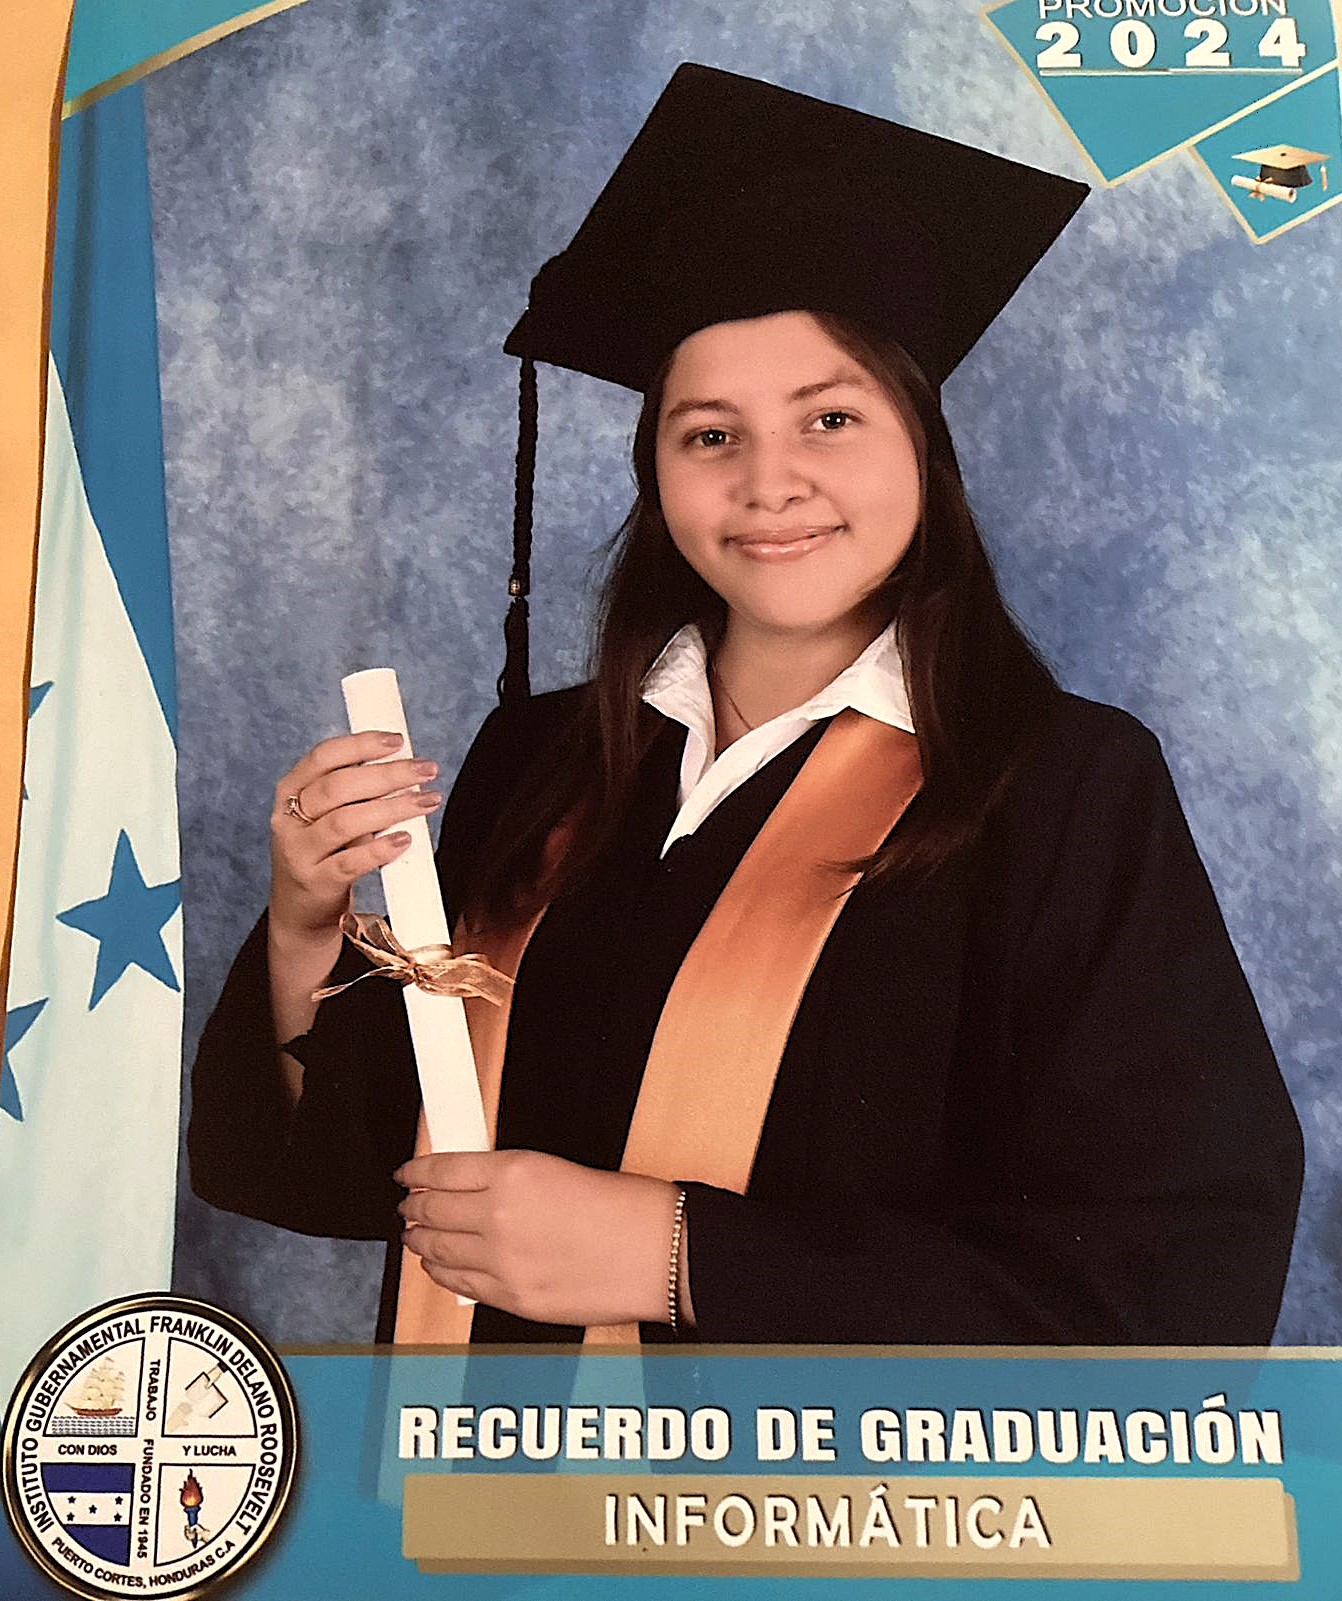 PROMOCIÓN
2024
RECUERDO DE GRADUACIÓN
INFORMÁTICA
INSTITUTO GUBERNAMENTAL FRANKLIN DELANO ROOSEVELT
TRABAJO
CON DIOS
Y LUCHA
FUNDADO EN 1945
PUERTO CORTES, HONDURAS C.A